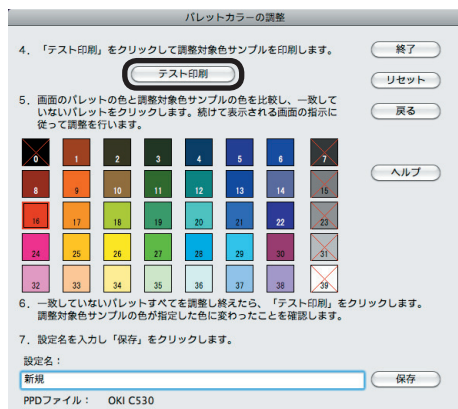 パレットカラーの調整
4. 「テスト印刷」をクリックして調整対象色サンプルを印刷します。
終了
テスト印刷
リセット
5. 画面のパレットの色と調整対象色サンプルの色を比較し、一致して
いないパレットをクリックします。続けて表示される画面の指示に
従って調整を行います。
戻る
0 1 2 3 4 5 6 7
ヘルプ
8 9 10 11 12 13 14 15
16 17 18 19 20 21 22 23
24 25 26 27 28 29 30 31
32 33 34 35 36 37 38 39
6. 一致していないパレットすべてを調整し終えたら、「テスト印刷」をクリックします。
調整対象色サンプルの色が指定した色に変わったことを確認します。
7. 設定名を入力し「保存」をクリックします。
設定名：
新規
保存
PPDファイル： OKI C530